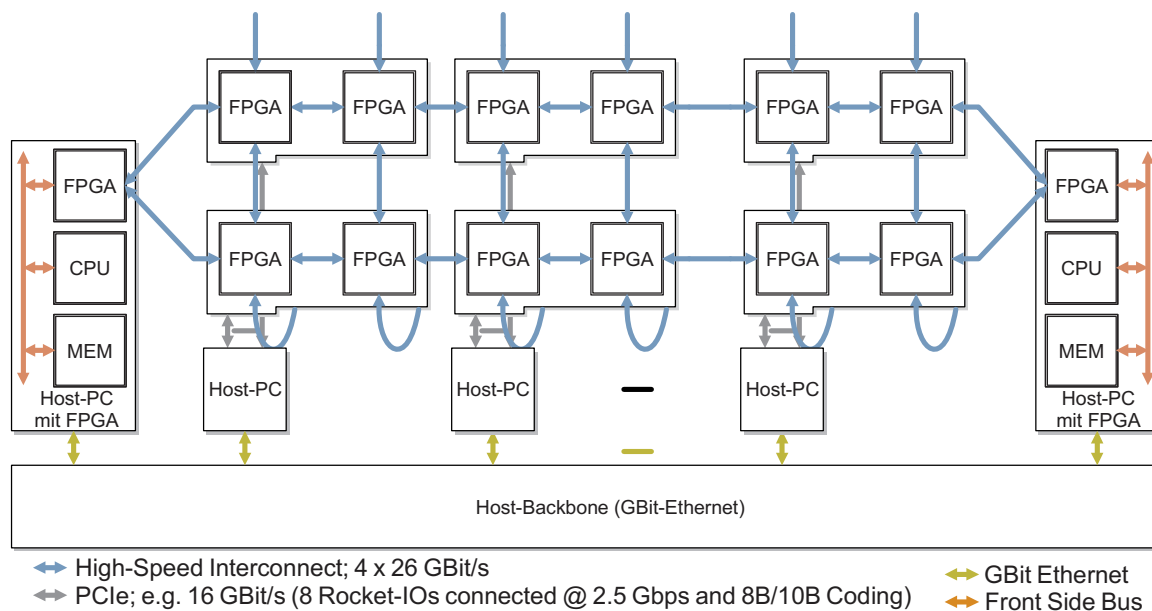 FPGA FPGA FPGA FPGA FPGA FPGA
FPGA FPGA
FPGA FPGA FPGA FPGA FPGA FPGA
CPU CPU
MEM MEM
Host-PC
mit FPGA
Host-PC
Host-PC
Host-PC
Host-PC
mit FPGA
Host-Backbone (GBit-Ethernet)
High-Speed Interconnect; 4 x 26 GBit/s
PCIe; e.g. 16 GBit/s (8 Rocket-IOs connected @ 2.5 Gbps and 8B/10B Coding)
GBit Ethernet
Front Side Bus